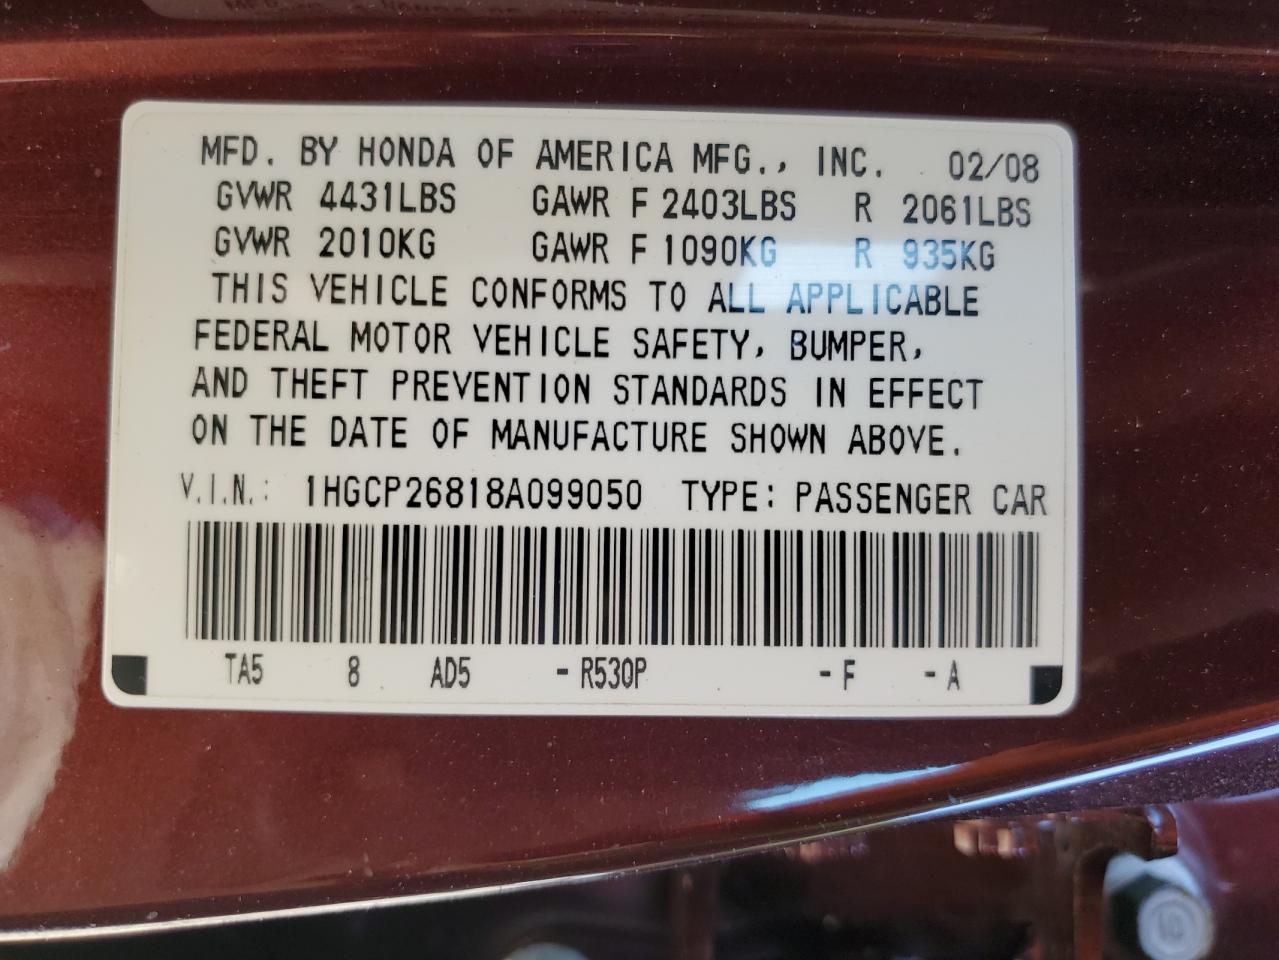 MFD. BY HONDA OF AMERICA MFG., INC. 02/08
GVWR 4431LBS GAWR F 2403LBS R 2061LBS
GVWR 2010KG GAWR F 1090KG R 935KG
THIS VEHICLE CONFORMS TO ALL APPLICABLE
FEDERAL MOTOR VEHICLE SAFETY, BUMPER,
AND THEFT PREVENTION STANDARDS IN EFFECT
ON THE DATE OF MANUFACTURE SHOWN ABOVE.
V.I.N.: 1HGCP26818A099050 TYPE: PASSENGER CAR
TA5 8 AD5 - R530P - F - A